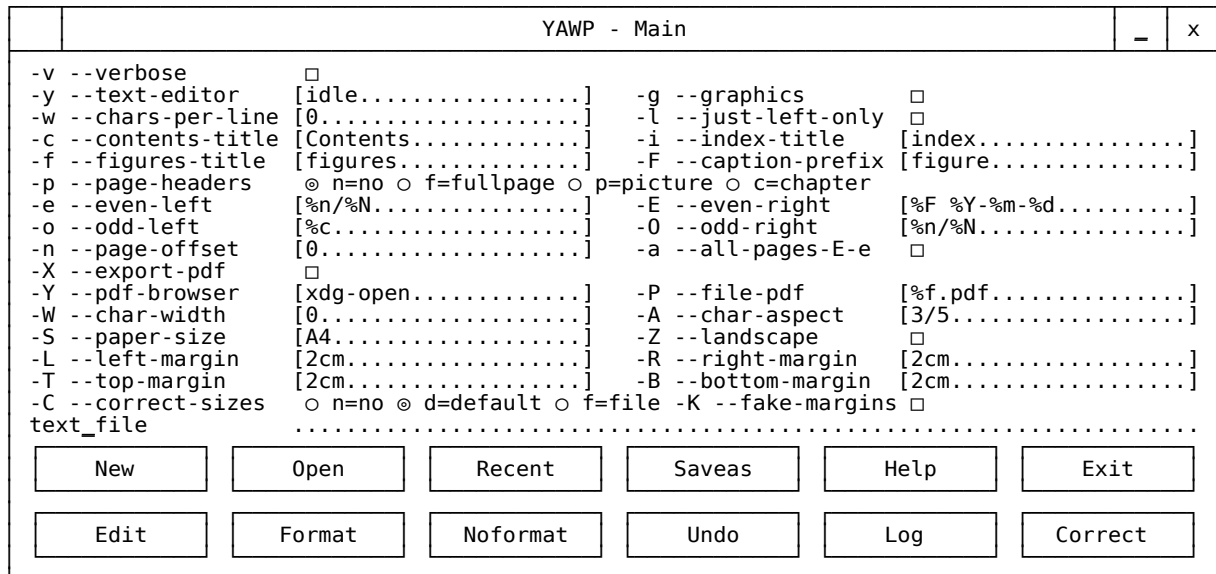 YAWP - Main _ x
-v --verbose □
-y --text-editor [idle.................] -g --graphics □
-w --chars-per-line [0....................] -l --just-left-only □
-c --contents-title [Contents.............] -i --index-title [index................]
-f --figures-title [figures..............] -F --caption-prefix [figure...............]
-p --page-headers ◎ n=no ○ f=fullpage ○ p=picture ○ c=chapter
-e --even-left [%n/%N................] -E --even-right [%F %Y-%m-%d..........]
-o --odd-left [%c...................] -O --odd-right [%n/%N................]
-n --page-offset [0....................] -a --all-pages-E-e □
-X --export-pdf □
-Y --pdf-browser [xdg-open.............] -P --file-pdf [%f.pdf...............]
-W --char-width [0....................] -A --char-aspect [3/5..................]
-S --paper-size [A4...................] -Z --landscape □
-L --left-margin [2cm..................] -R --right-margin [2cm..................]
-T --top-margin [2cm..................] -B --bottom-margin [2cm..................]
-C --correct-sizes ○ n=no ◎ d=default ○ f=file -K --fake-margins □
text_file ......................................................................
New Open Recent Saveas Help Exit
Edit Format Noformat Undo Log Correct